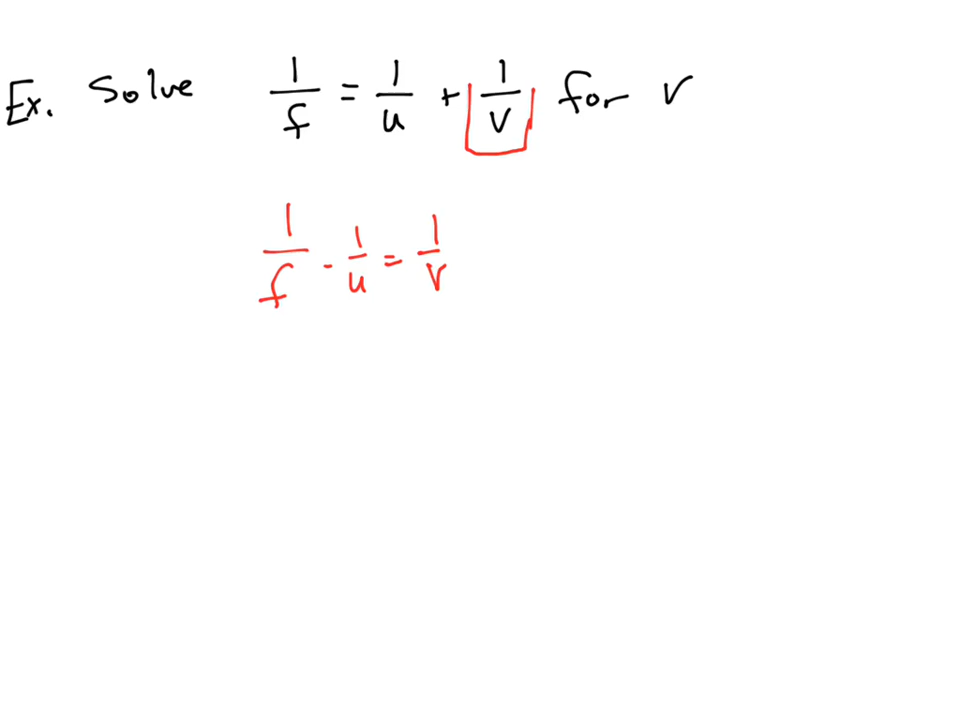 Ex. Solve 1/f = 1/u + 1/v for v
1/f - 1/u = 1/v